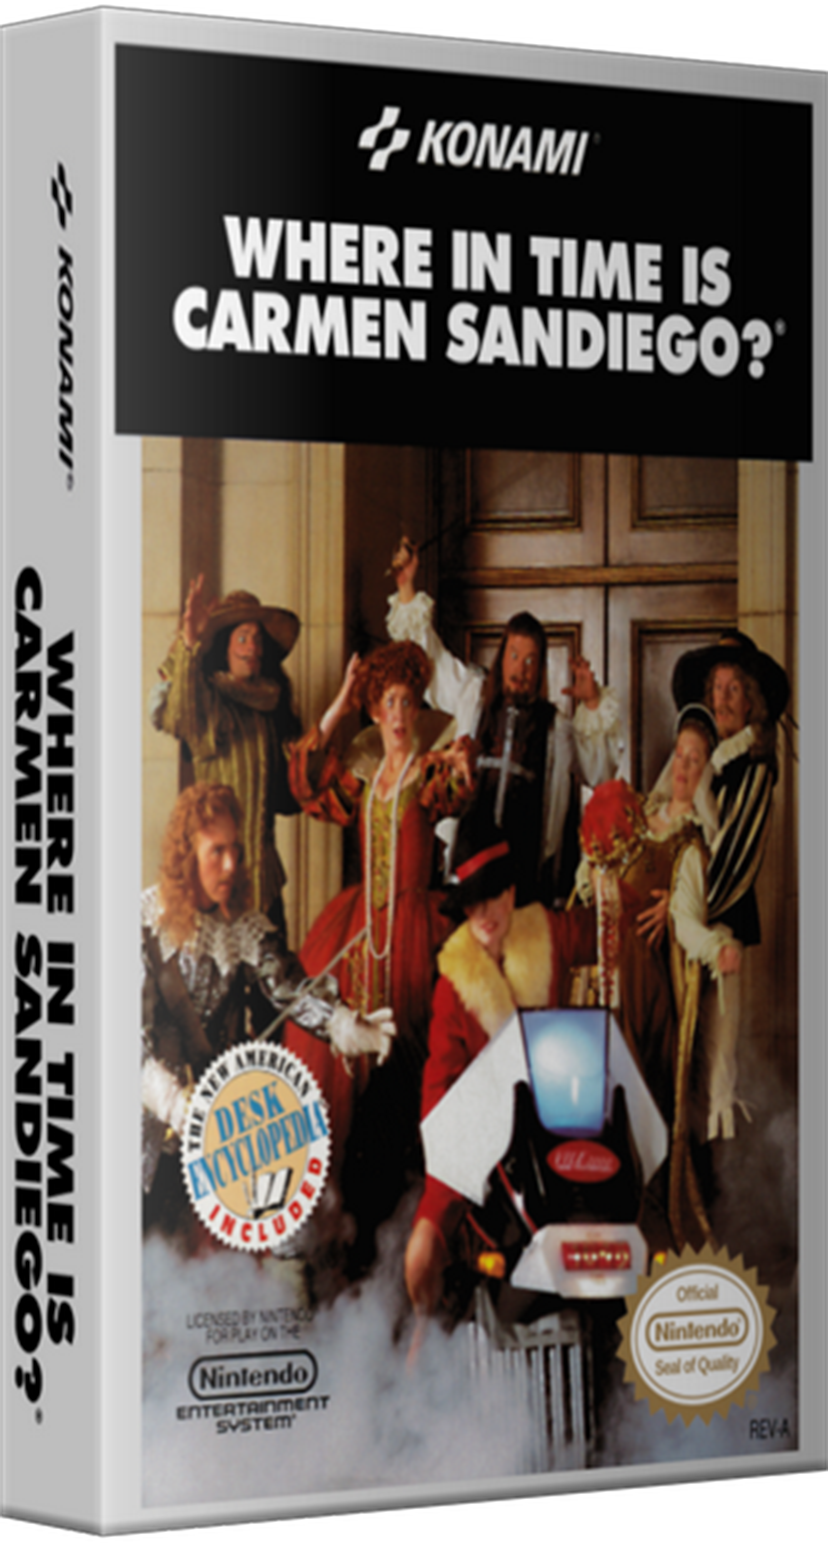 KONAMI®
WHERE IN TIME IS
CARMEN SANDIEGO?®
KONAMI®
WHERE IN TIME IS
CARMEN SANDIEGO?®
THE NEW AMERICAN
DESK
ENCYCLOPEDIA
INCLUDED
LICENSED BY NINTENDO
FOR PLAY ON THE
Nintendo
ENTERTAINMENT
SYSTEM
Official
Nintendo
Seal of Quality
REV-A